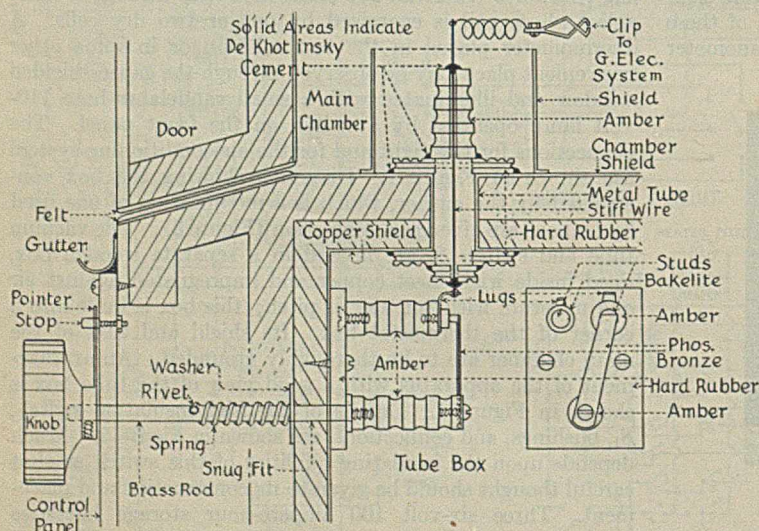 Solid Areas Indicate
De Khotinsky
Cement
Clip
To
G.Elec.
System
Shield
Amber
Main
Chamber
Door
Chamber
Shield
Metal Tube
Stiff Wire
Felt
Gutter
Copper Shield
Hard Rubber
Pointer
Stop
Lugs
Studs
Bakelite
Amber
Phos.
Bronze
Washer
Rivet
Amber
Hard Rubber
Knob
Amber
Spring
Snug Fit
Tube Box
Brass Rod
Control
Panel